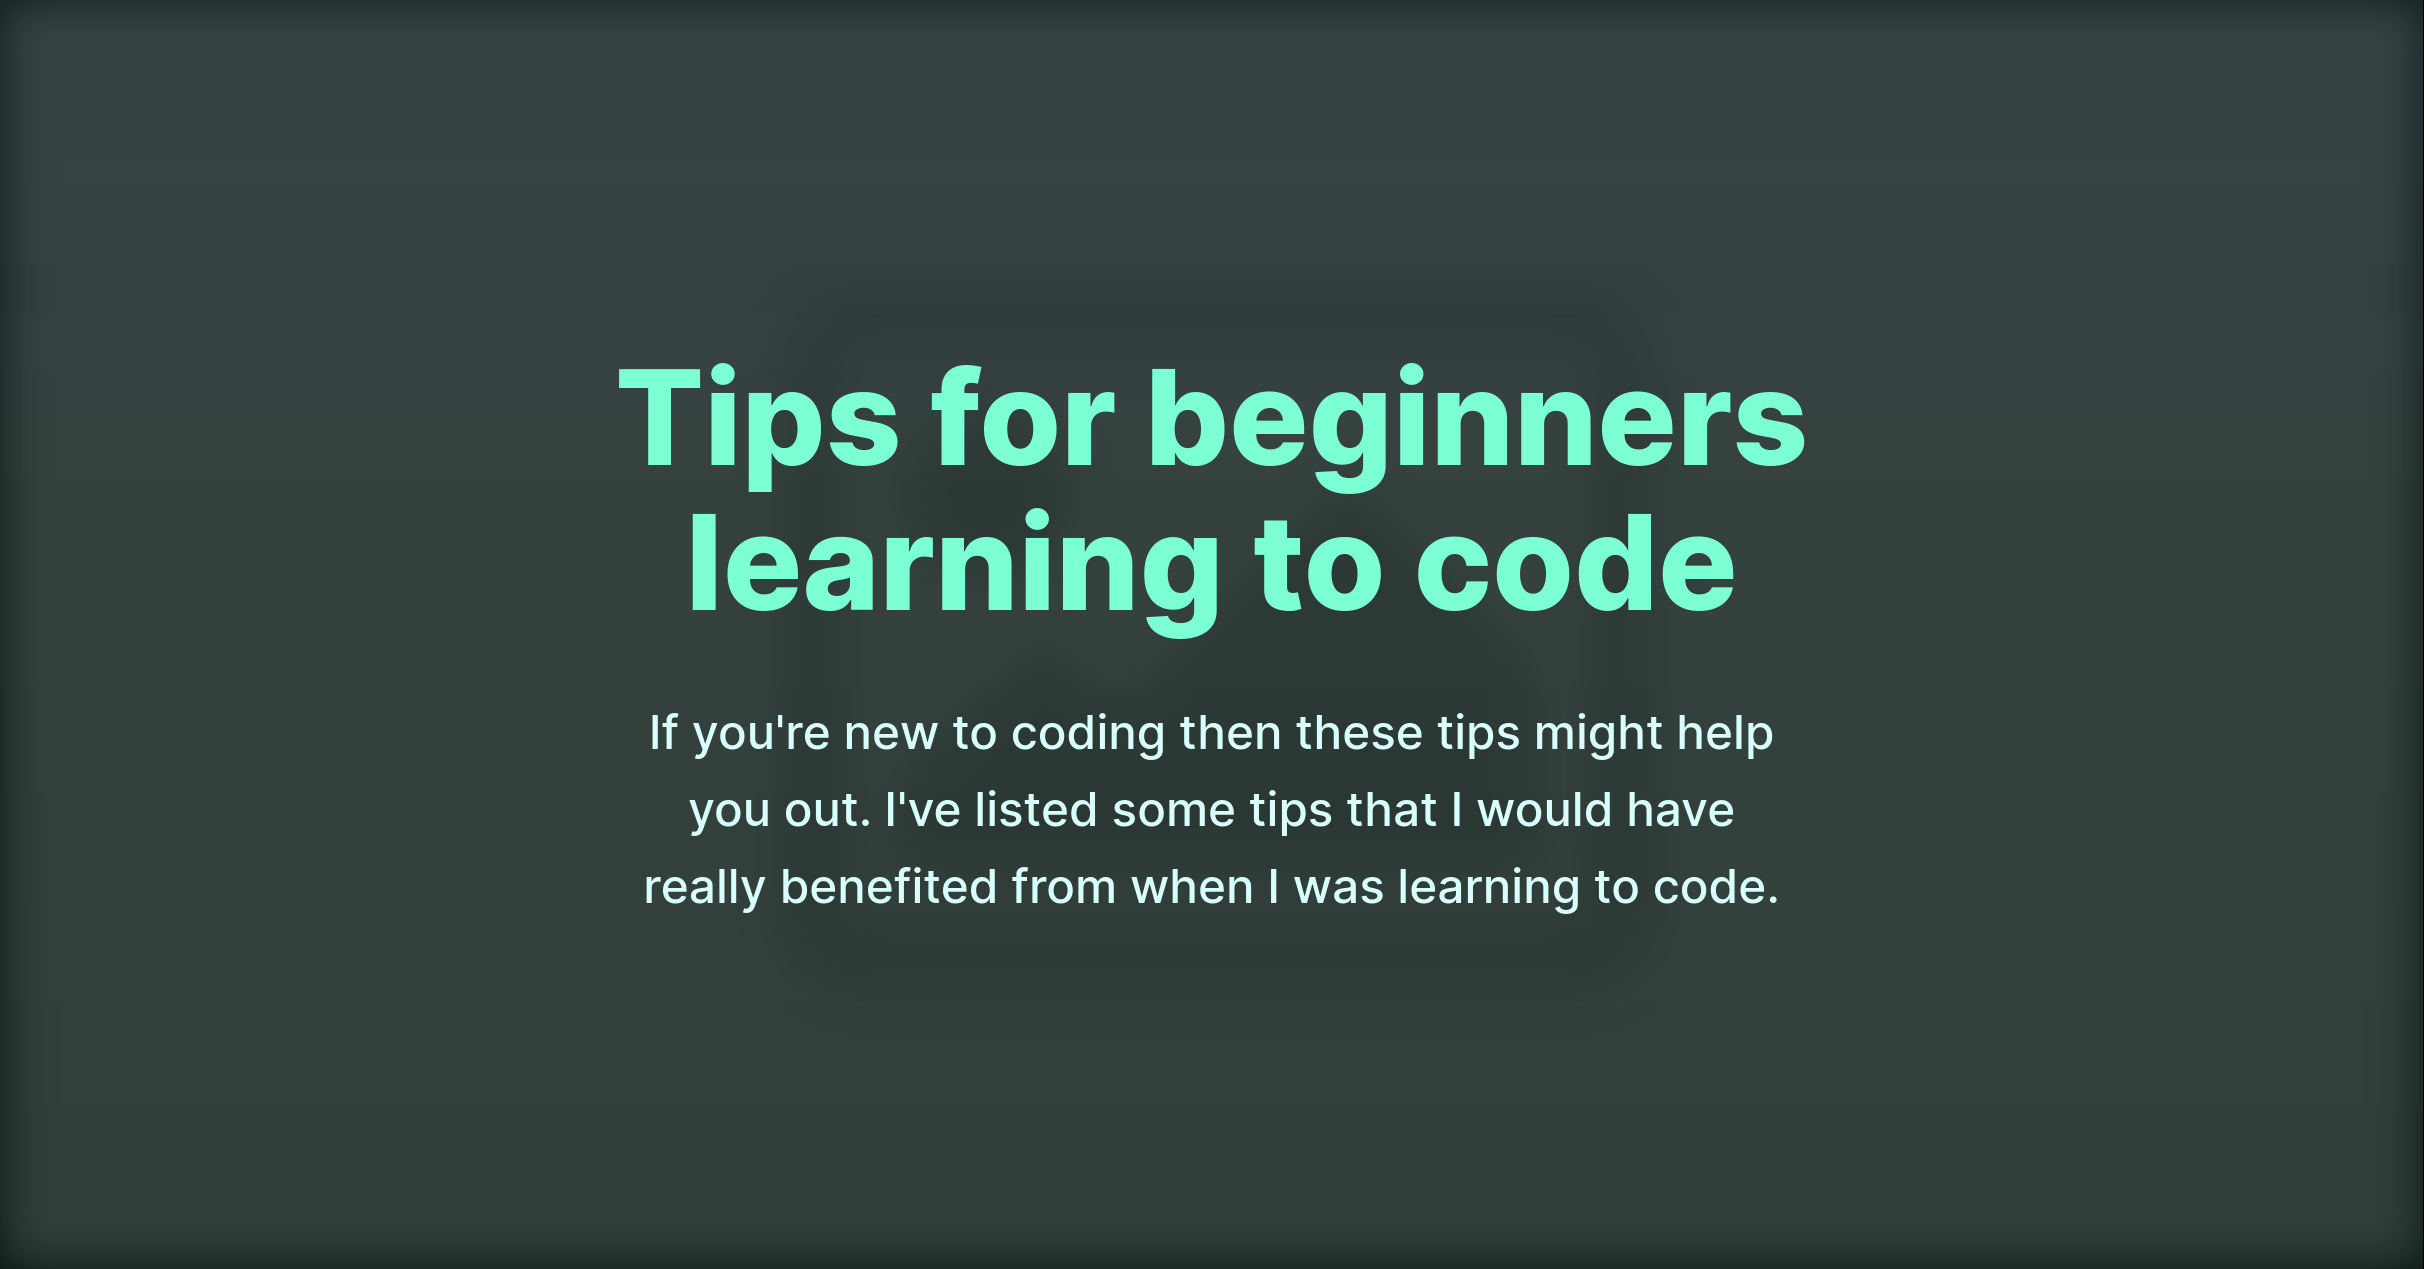 Tips for beginners
learning to code
If you're new to coding then these tips might help
you out. I've listed some tips that I would have
really benefited from when I was learning to code.